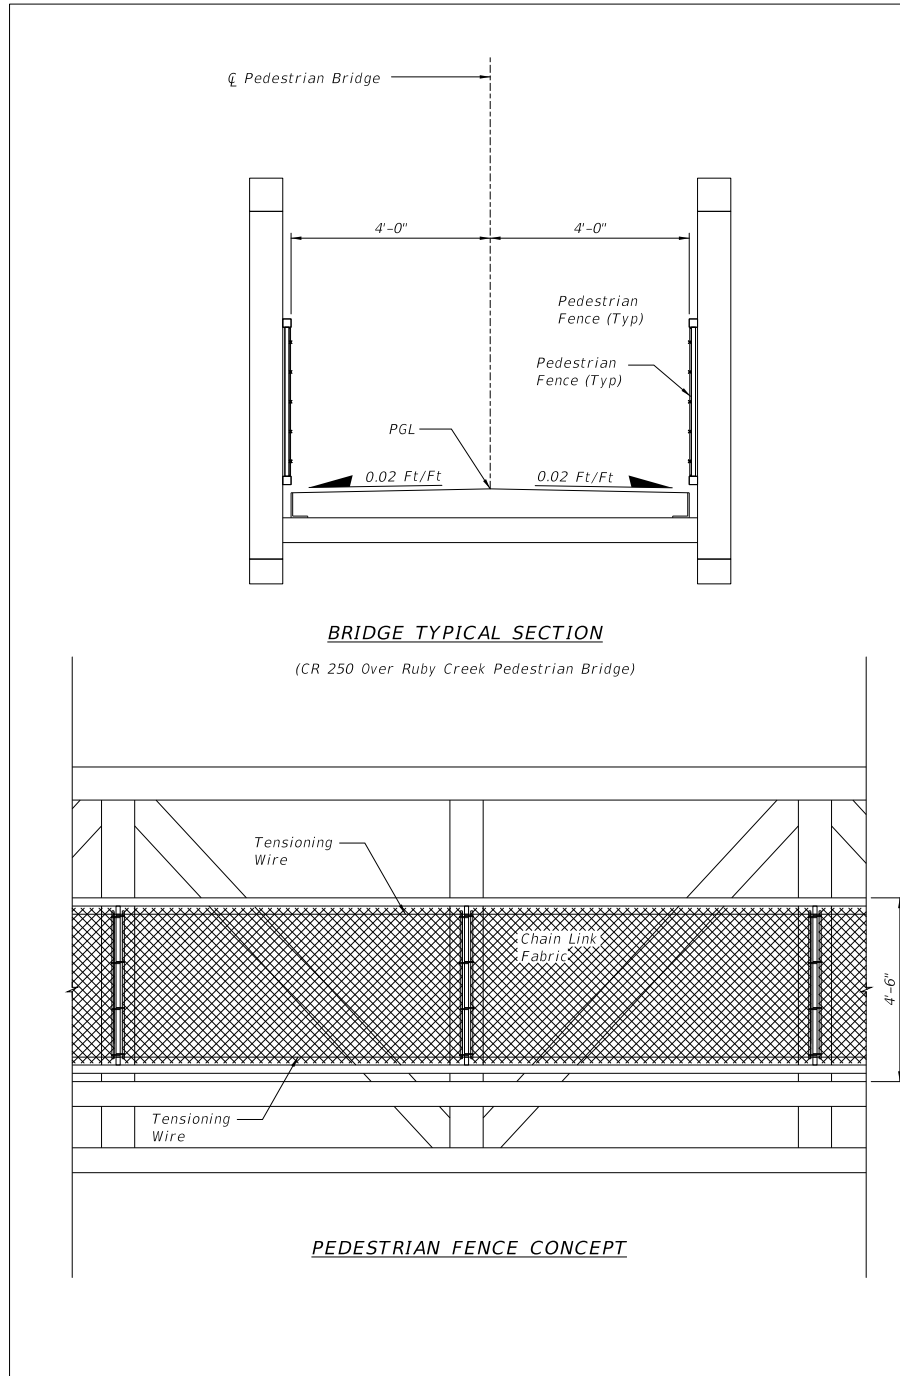 ℄ Pedestrian Bridge
4'-0"
4'-0"
Pedestrian
Fence (Typ)
Pedestrian
Fence (Typ)
PGL
0.02 Ft/Ft
0.02 Ft/Ft
BRIDGE TYPICAL SECTION
(CR 250 Over Ruby Creek Pedestrian Bridge)
Tensioning
Wire
Chain Link
Fabric
4'-6"
Tensioning
Wire
PEDESTRIAN FENCE CONCEPT